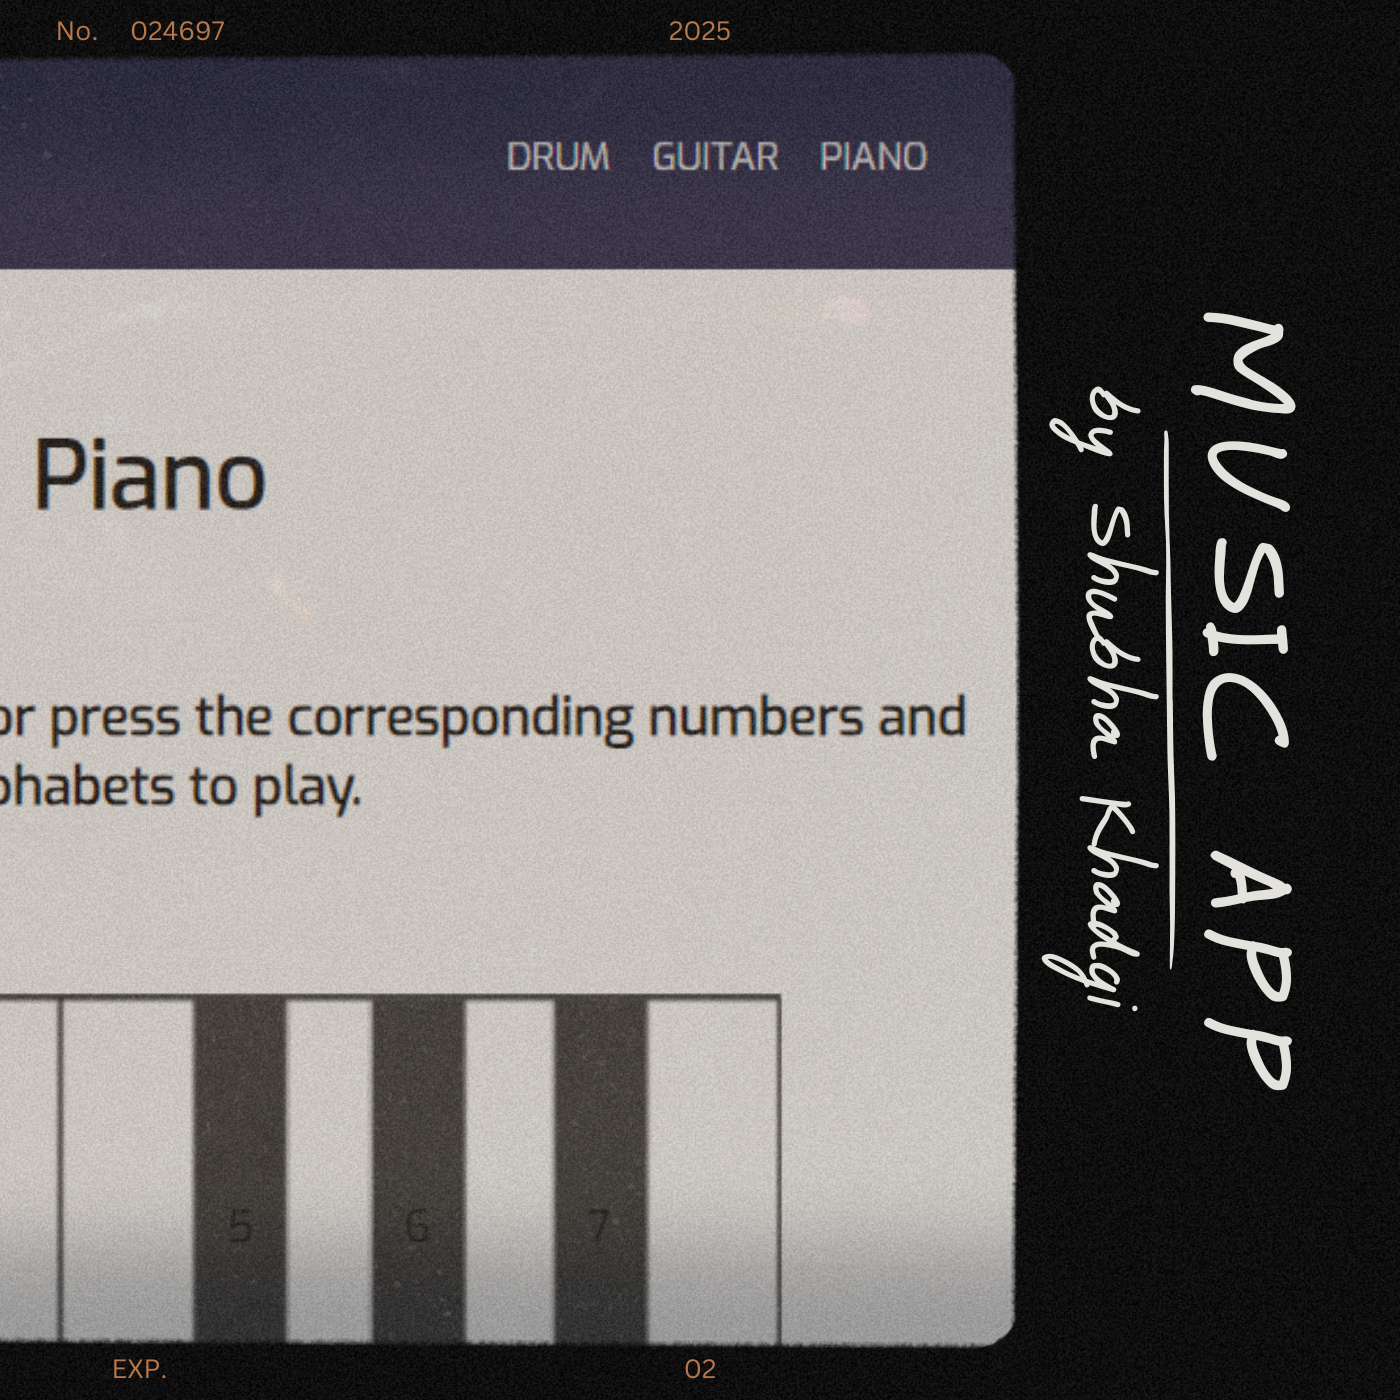 No. 024697 2025
DRUM GUITAR PIANO
Piano
or press the corresponding numbers and
phabets to play.
5 6 7
EXP. 02
MUSIC APP
by Shubha Khadgi